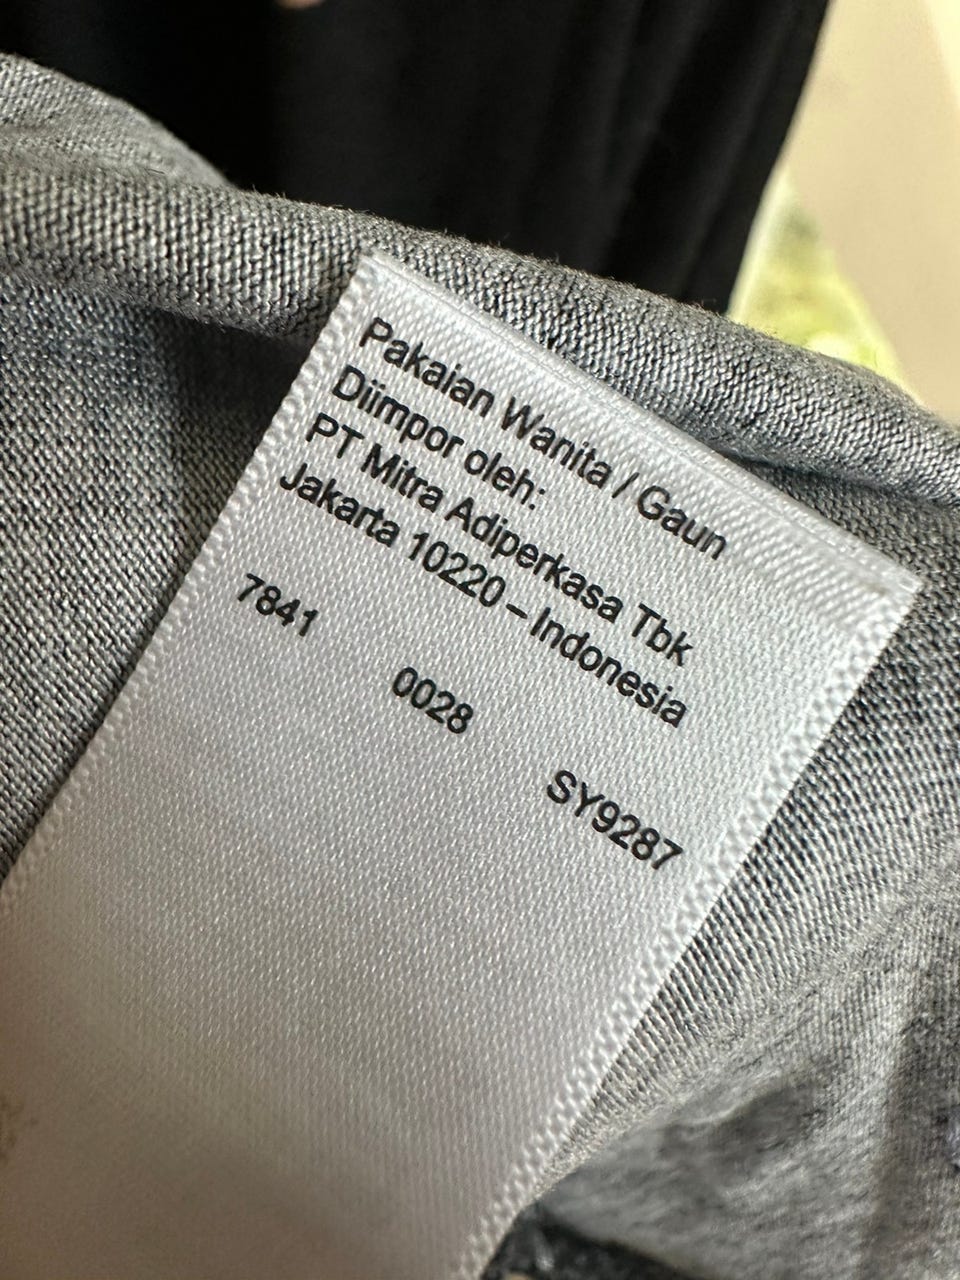 Pakaian Wanita / Gaun
Diimpor oleh:
PT Mitra Adiperkasa Tbk
Jakarta 10220 – Indonesia
7841
0028
SY9287